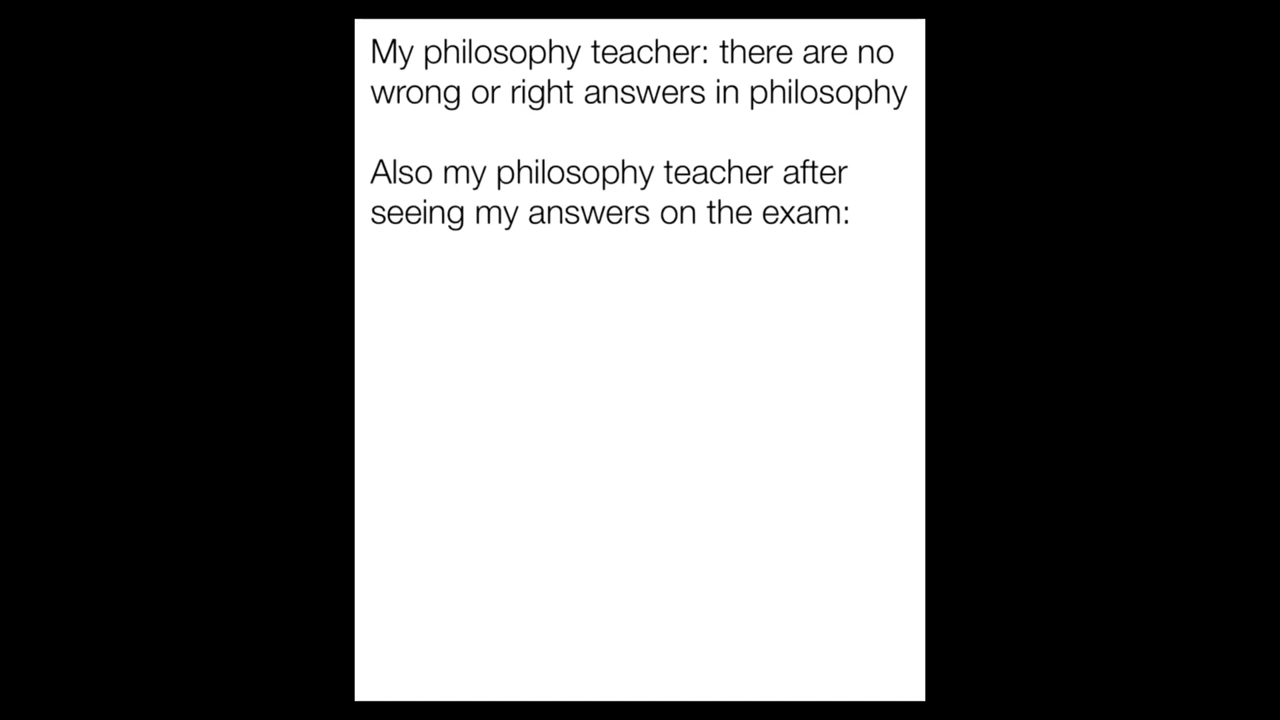 My philosophy teacher: there are no
wrong or right answers in philosophy
Also my philosophy teacher after
seeing my answers on the exam: